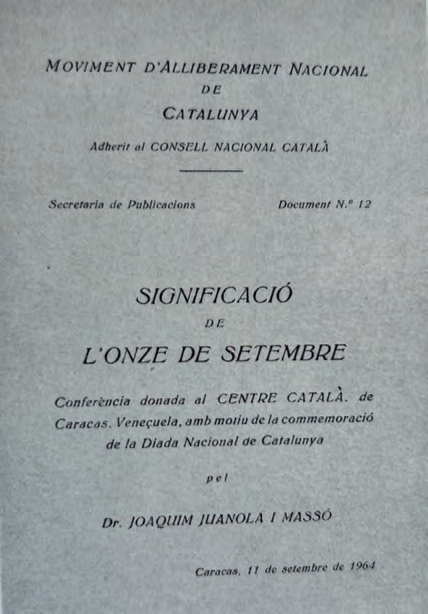 MOVIMENT D'ALLIBERAMENT NACIONAL
DE
CATALUNYA
Adherit al CONSELL NACIONAL CATALÀ
Secretaria de Publicacions Document N.º 12
SIGNIFICACIÓ
DE
L'ONZE DE SETEMBRE
Conferència donada al CENTRE CATALÀ. de
Caracas. Veneçuela, amb motiu de la commemoració
de la Diada Nacional de Catalunya
pel
Dr. JOAQUIM JUANOLA I MASSÓ
Caracas, 11 de setembre de 1964